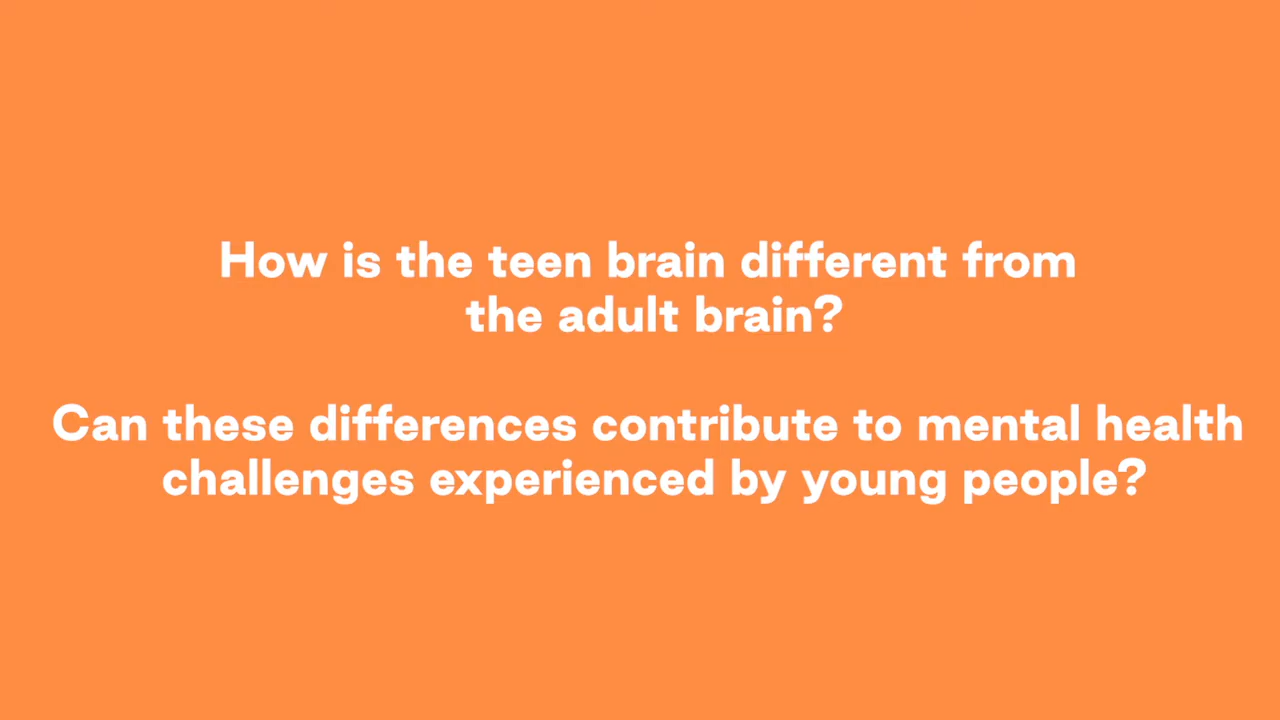 How is the teen brain different from
the adult brain?
Can these differences contribute to mental health
challenges experienced by young people?